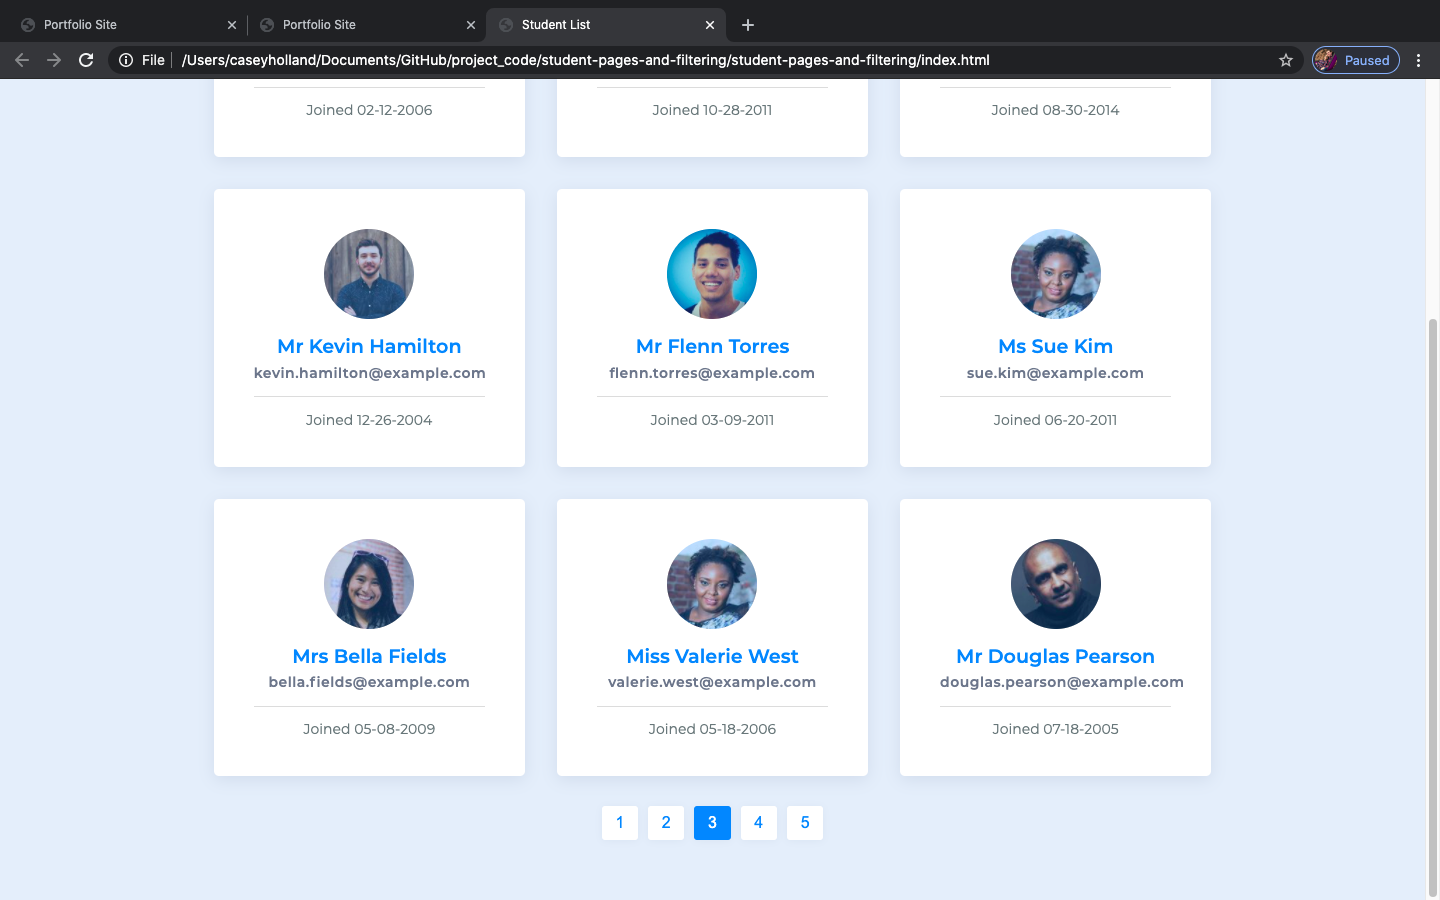 Portfolio Site
Portfolio Site
Student List
File
/Users/caseyholland/Documents/GitHub/project_code/student-pages-and-filtering/student-pages-and-filtering/index.html
Paused
Joined 02-12-2006
Joined 10-28-2011
Joined 08-30-2014
Mr Kevin Hamilton
kevin.hamilton@example.com
Joined 12-26-2004
Mr Flenn Torres
flenn.torres@example.com
Joined 03-09-2011
Ms Sue Kim
sue.kim@example.com
Joined 06-20-2011
Mrs Bella Fields
bella.fields@example.com
Joined 05-08-2009
Miss Valerie West
valerie.west@example.com
Joined 05-18-2006
Mr Douglas Pearson
douglas.pearson@example.com
Joined 07-18-2005
1 2 3 4 5